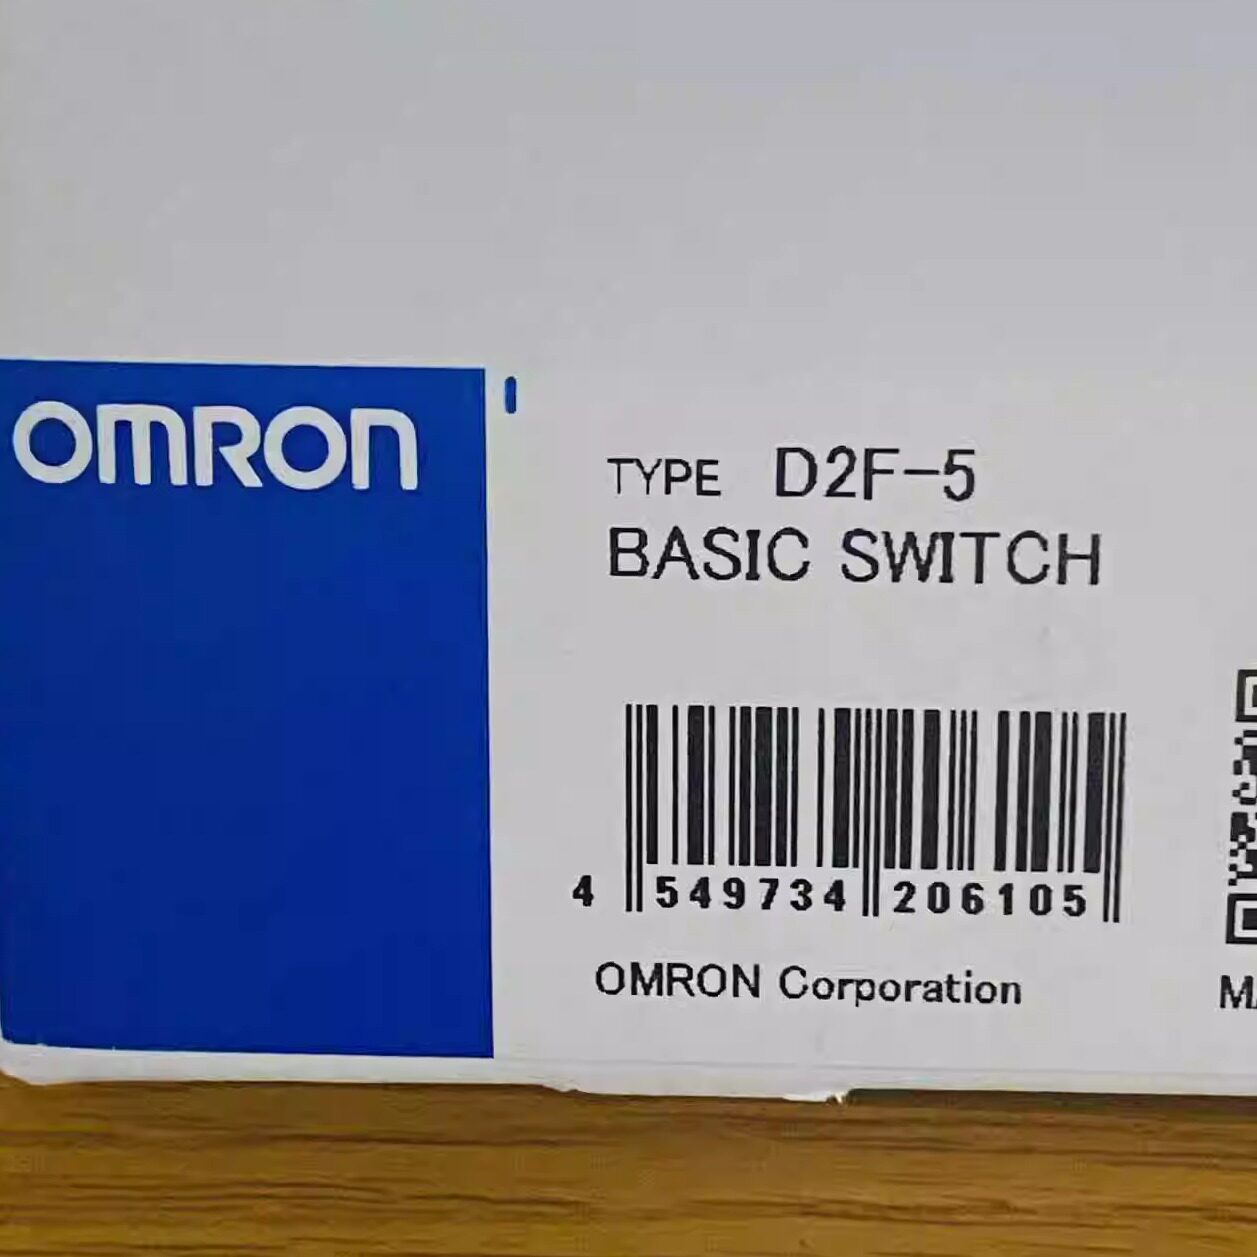 OMRON
TYPE D2F-5
BASIC SWITCH
4 549734 206105
OMRON Corporation